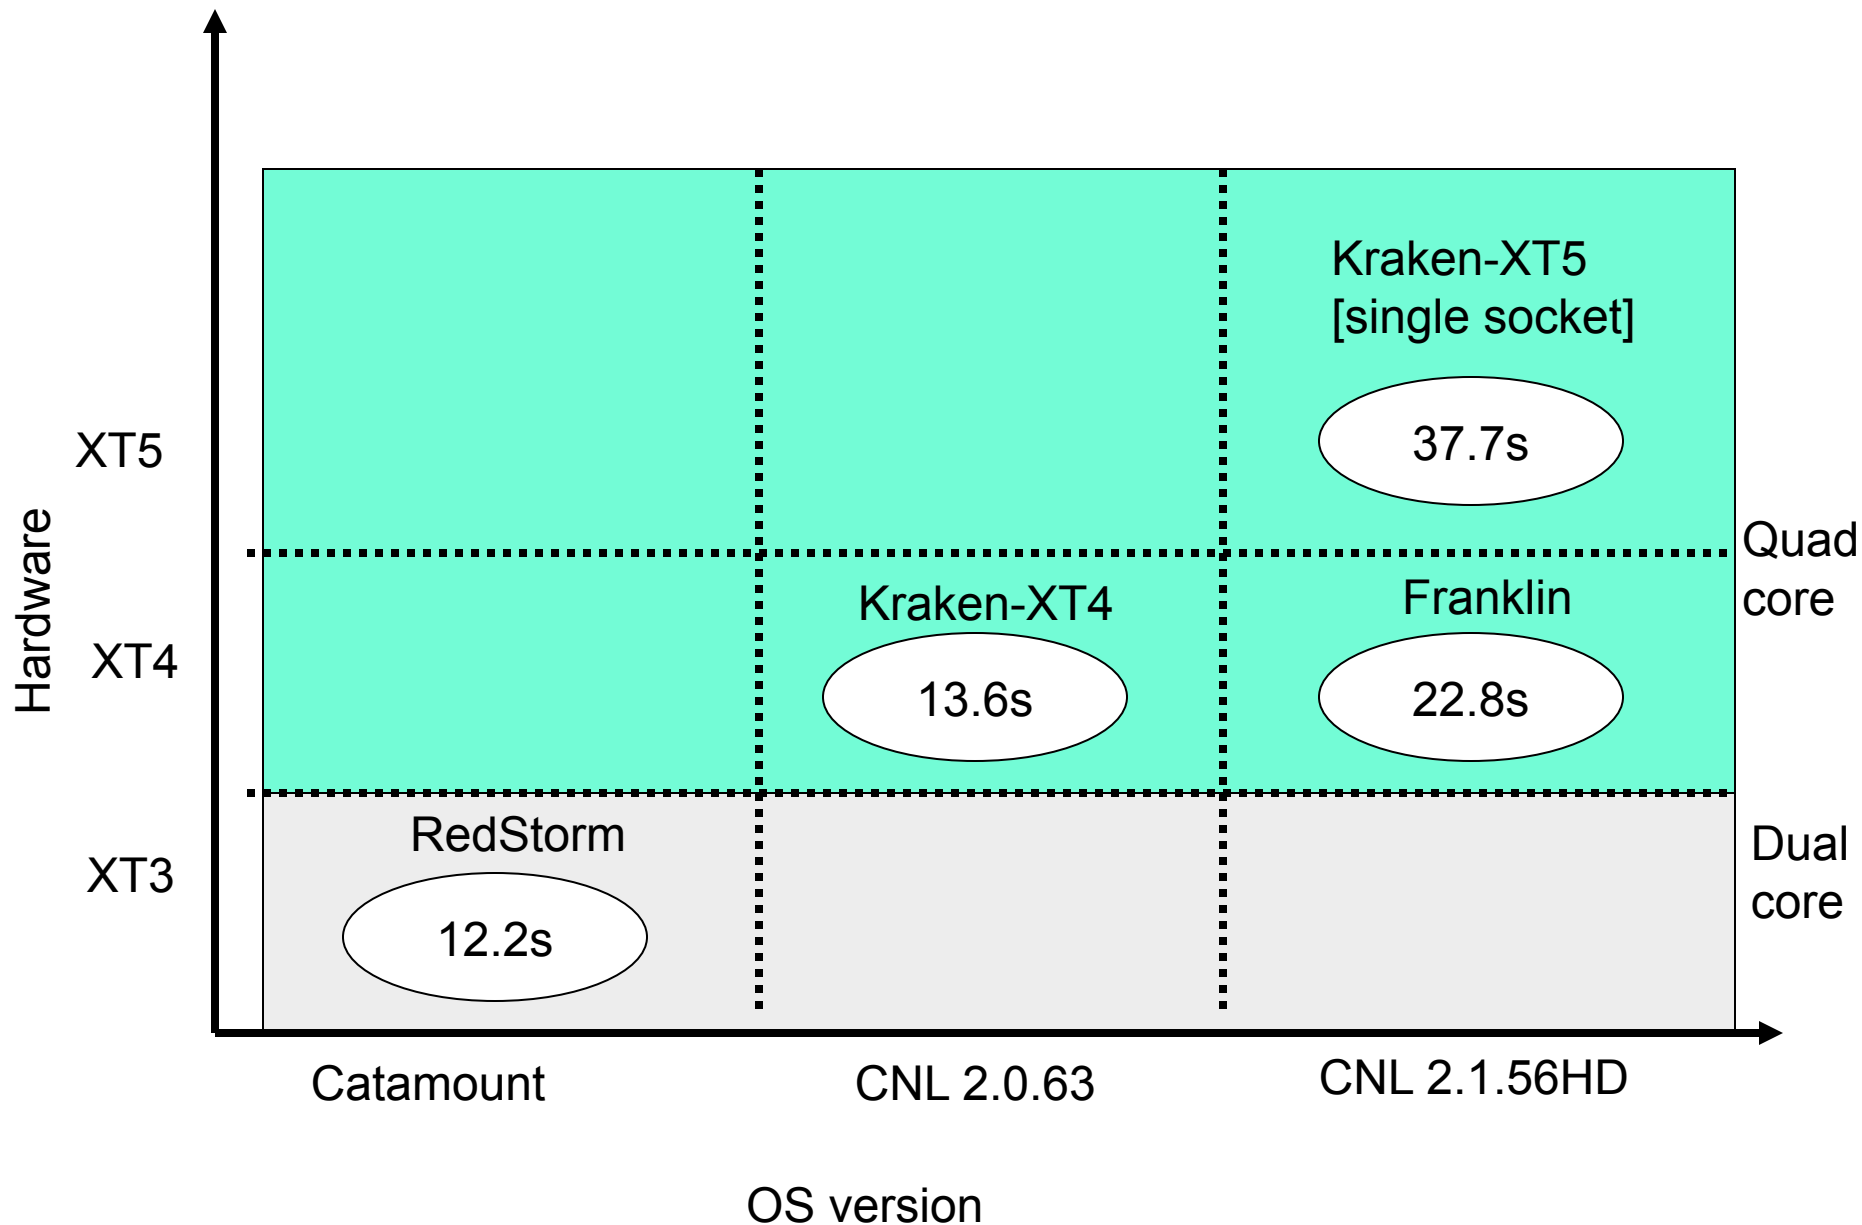 Kraken-XT5
[single socket]
37.7s
XT5
Quad
core
Hardware
Kraken-XT4
Franklin
13.6s
22.8s
XT4
RedStorm
Dual
core
XT3
12.2s
Catamount
CNL 2.0.63
CNL 2.1.56HD
OS version